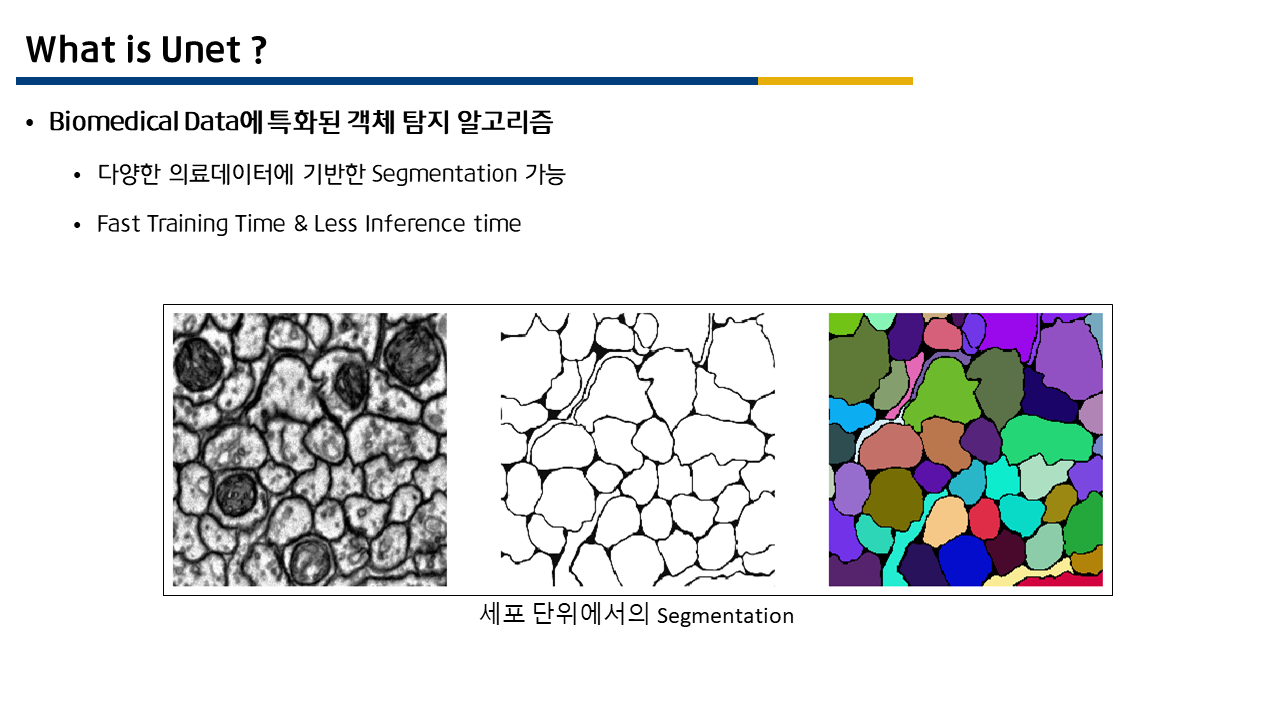 What is Unet ?
• Biomedical Data에 특화된 객체 탐지 알고리즘
• 다양한 의료데이터에 기반한 Segmentation 가능
• Fast Training Time & Less Inference time
세포 단위에서의 Segmentation